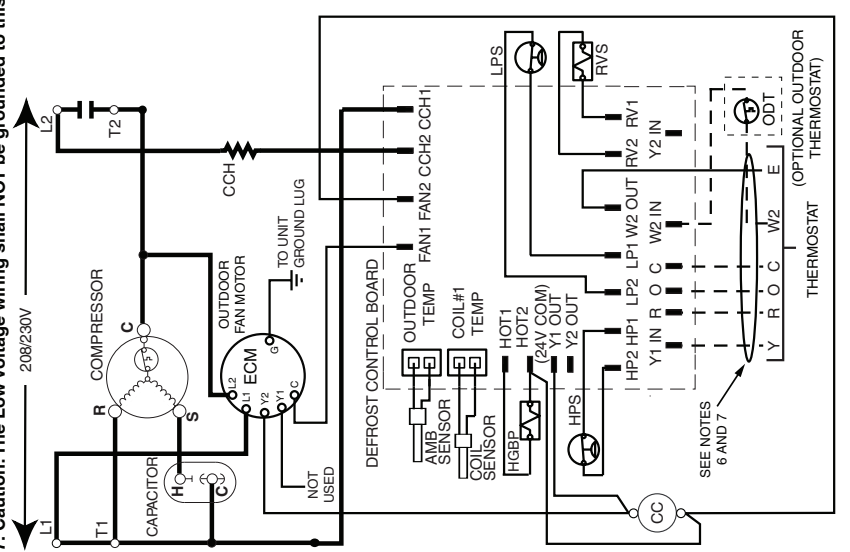 7. Caution: The Low voltage wiring shall NOT be grounded to this
208/230V
L1
L2
T1
T2
CAPACITOR
H
C
COMPRESSOR
R
S
C
CCH
OUTDOOR
FAN MOTOR
ECM
L2
L1
Y2
Y1
C
G
TO UNIT
GROUND LUG
NOT
USED
DEFROST CONTROL BOARD
FAN1
FAN2
CCH2
CCH1
OUTDOOR
TEMP
COIL#1
TEMP
AMB
SENSOR
COIL
SENSOR
HOT1
HOT2
(24V COM)
Y1 OUT
Y2 OUT
HGBP
HPS
LPS
RVS
HP2
HP1
LP2
LP1
W2 OUT
RV2
RV1
Y1 IN
R
O
C
W2 IN
Y2 IN
CC
ODT
(OPTIONAL OUTDOOR
THERMOSTAT)
Y
R
O
C
W2
E
THERMOSTAT
SEE NOTES
6 AND 7